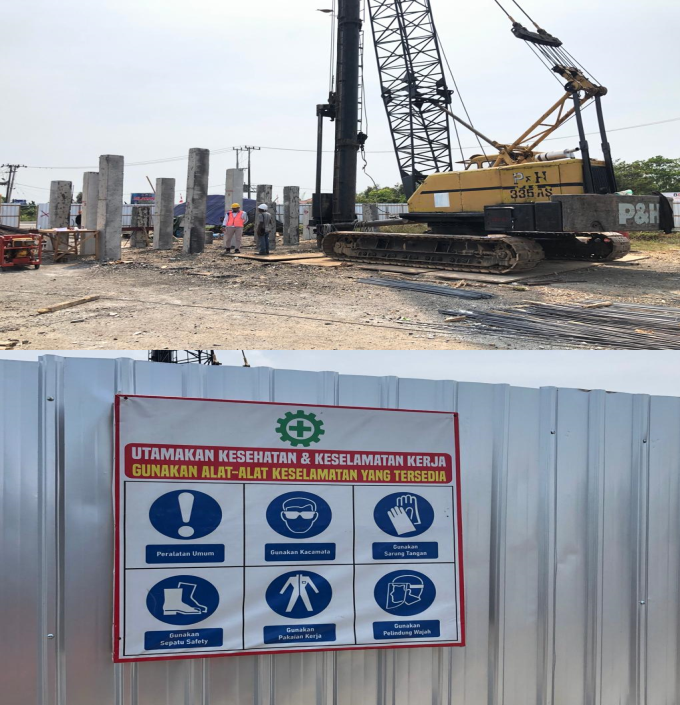 P&H
335 AS
P&H
UTAMAKAN KESEHATAN & KESELAMATAN KERJA
GUNAKAN ALAT-ALAT KESELAMATAN YANG TERSEDIA
Peralatan Umum
Gunakan Kacamata
Gunakan
Sarung Tangan
Gunakan
Sepatu Safety
Gunakan
Pakaian Kerja
Gunakan
Pelindung Wajah